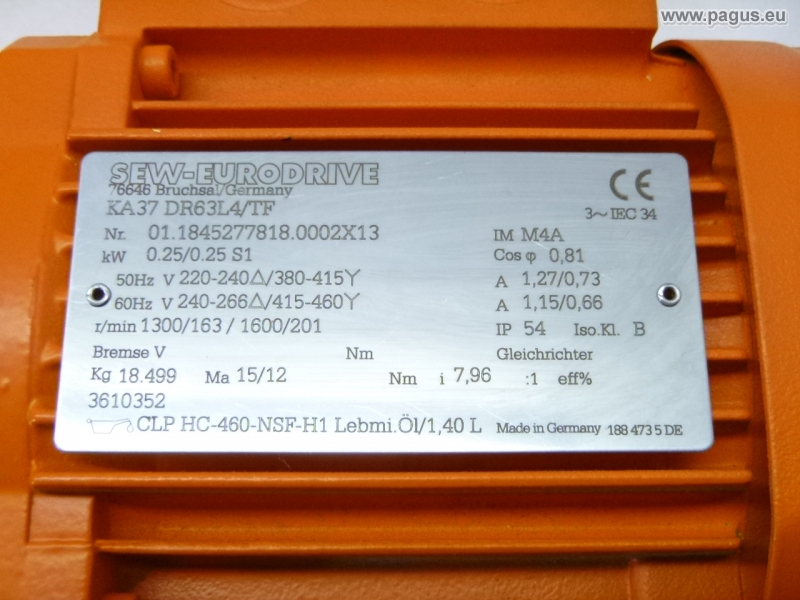 www.pagus.eu
SEW-EURODRIVE
76646 Bruchsal/Germany
CE
KA37 DR63L4/TF
3~IEC 34
Nr. 01.1845277818.0002X13
IM M4A
kW 0.25/0.25 S1
Cos φ 0,81
50Hz V 220-240△/380-415Y
A 1,27/0,73
60Hz V 240-266△/415-460Y
A 1,15/0,66
r/min 1300/163 / 1600/201
IP 54 Iso.Kl. B
Bremse V Nm Gleichrichter
Kg 18.499 Ma 15/12 Nm i 7,96 :1 eff%
3610352
CLP HC-460-NSF-H1 Lebmi.Öl/1,40 L
Made in Germany 188 473 5 DE